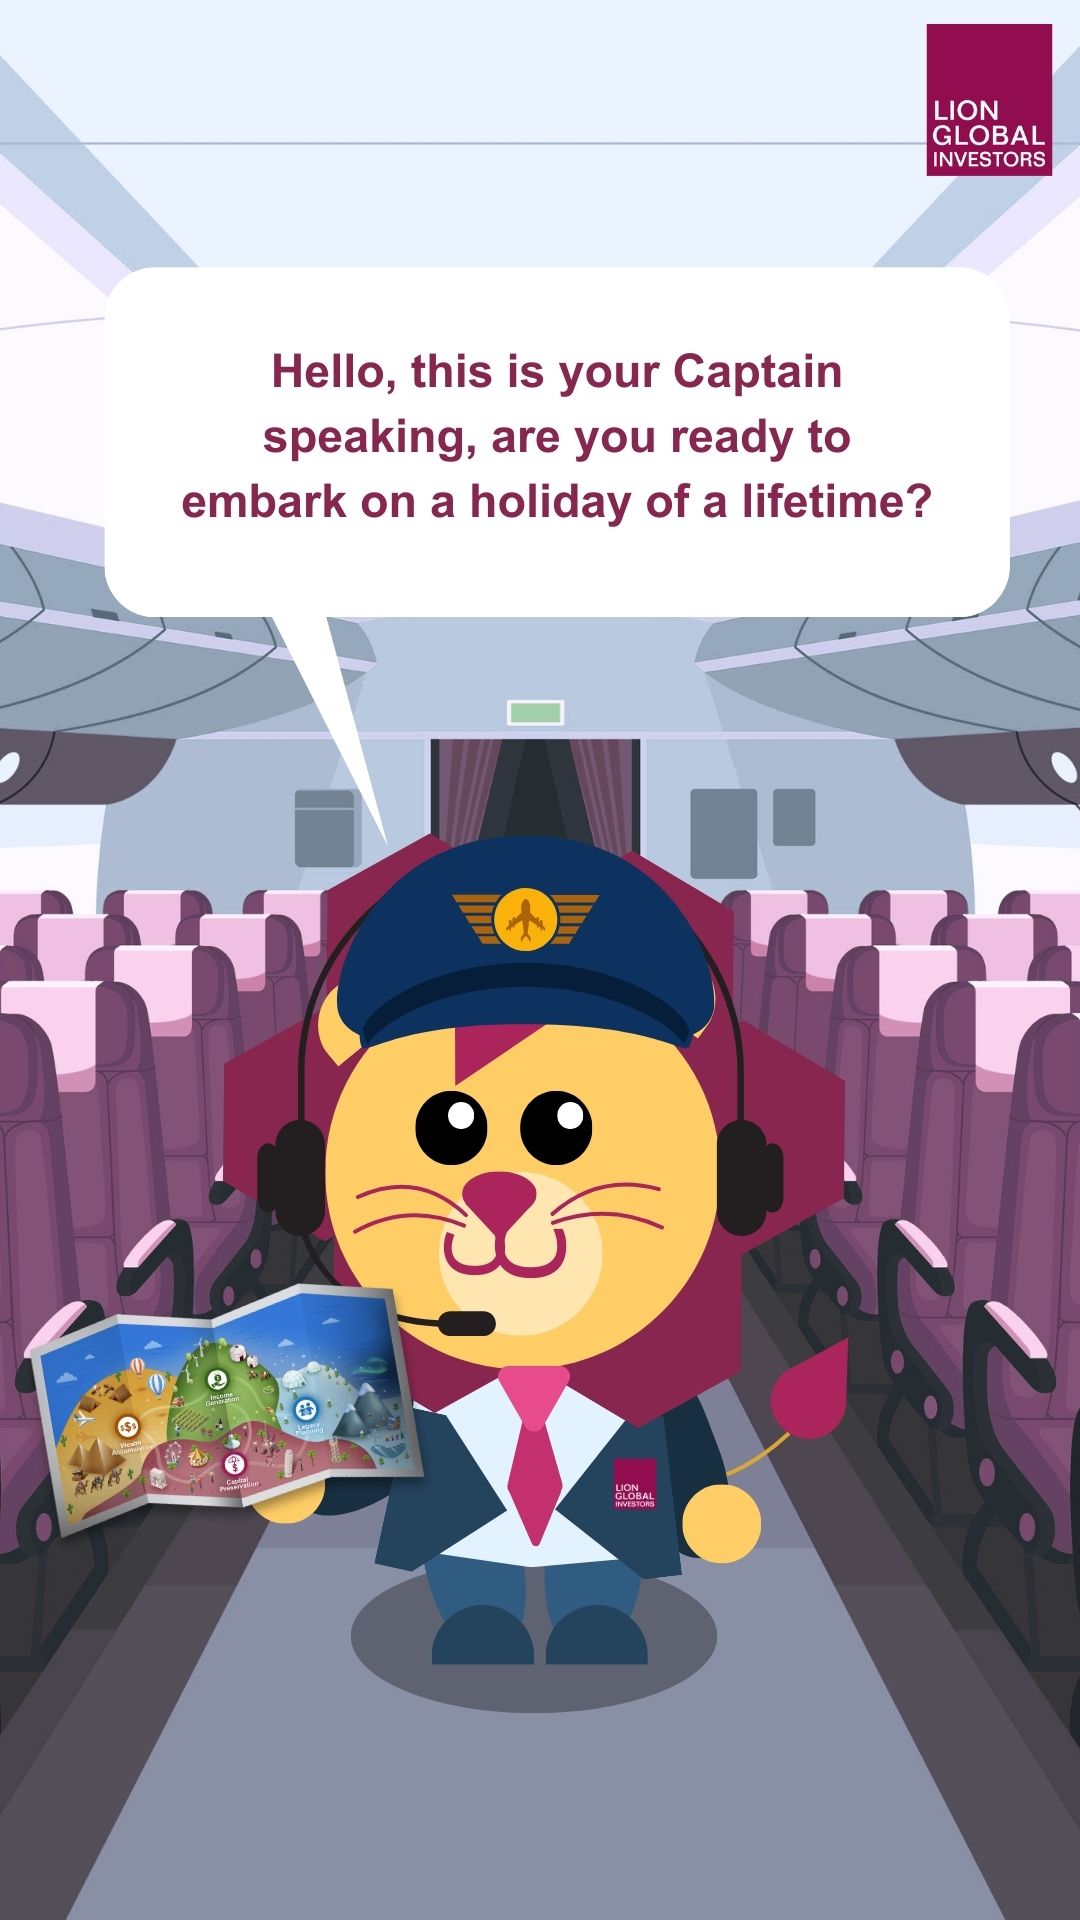 LION
GLOBAL
INVESTORS
Hello, this is your Captain
speaking, are you ready to
embark on a holiday of a lifetime?
Income
Generation
Legacy
Planning
Wealth
Accumulation
Capital
Preservation
LION
GLOBAL
INVESTORS